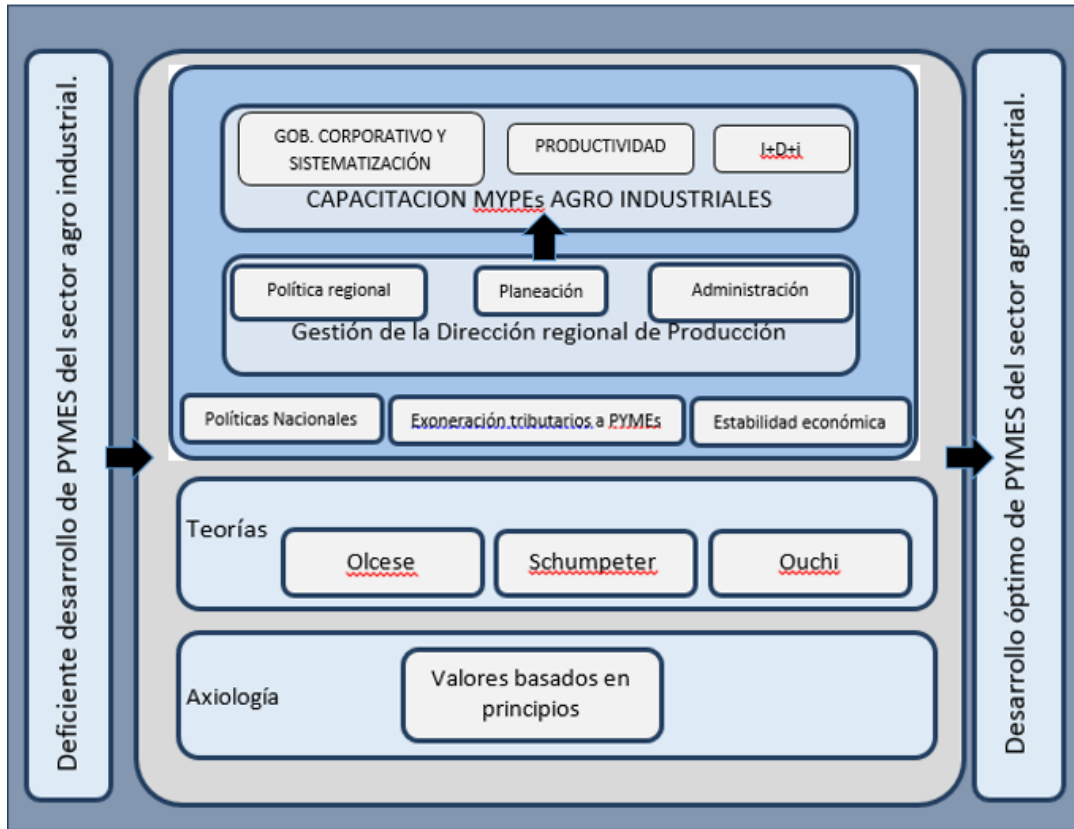 Deficiente desarrollo de PYMES del sector agro industrial.
GOB. CORPORATIVO Y
SISTEMATIZACIÓN
PRODUCTIVIDAD
I+D+i
CAPACITACION MYPEs AGRO INDUSTRIALES
Política regional
Planeación
Administración
Gestión de la Dirección regional de Producción
Políticas Nacionales
Exoneración tributarios a PYMEs
Estabilidad económica
Teorías
Olcese
Schumpeter
Ouchi
Axiología
Valores basados en
principios
Desarrollo óptimo de PYMES del sector agro industrial.